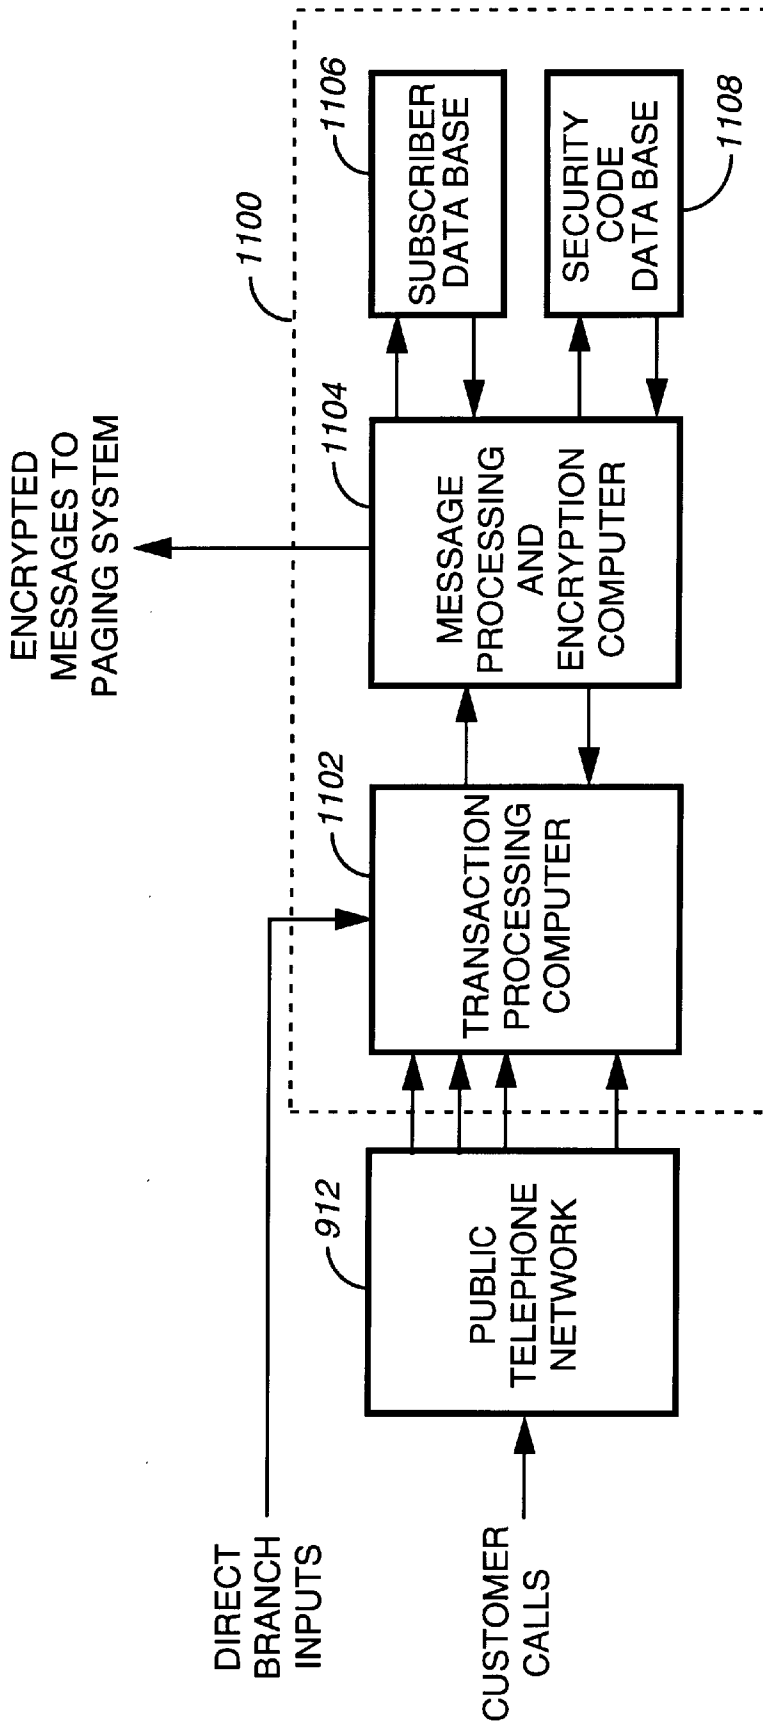 ENCRYPTED
MESSAGES TO
PAGING SYSTEM
1100
DIRECT
BRANCH
INPUTS
CUSTOMER
CALLS
912
PUBLIC
TELEPHONE
NETWORK
1102
TRANSACTION
PROCESSING
COMPUTER
1104
MESSAGE
PROCESSING
AND
ENCRYPTION
COMPUTER
1106
SUBSCRIBER
DATA BASE
SECURITY
CODE
DATA BASE
1108